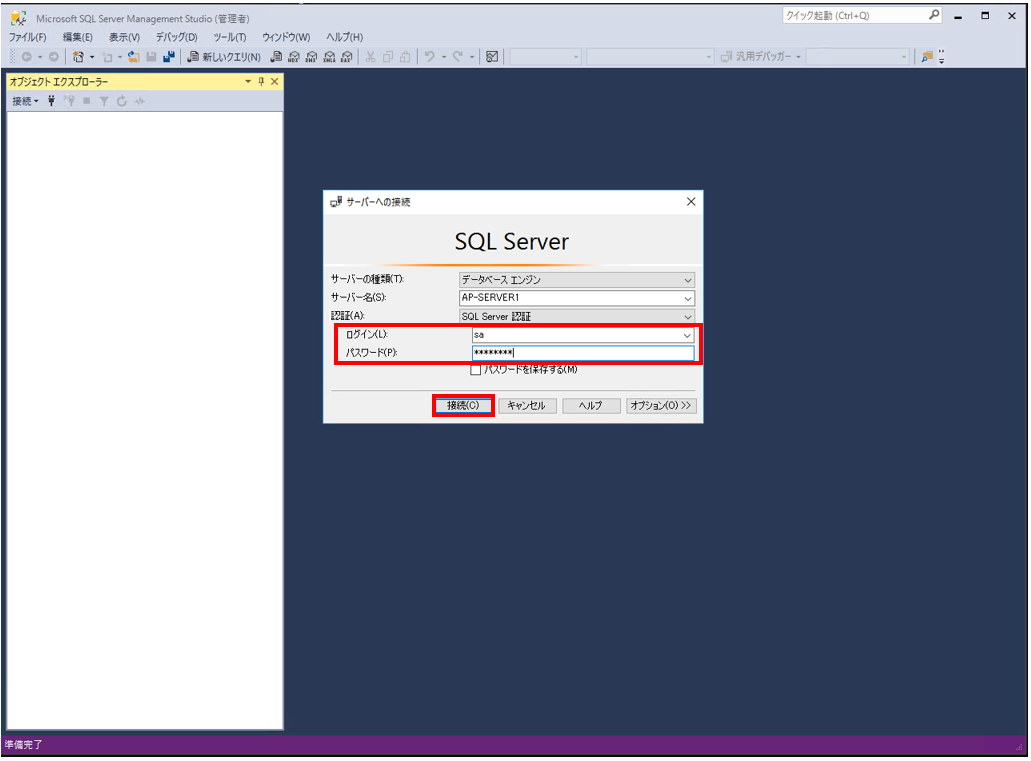 Microsoft SQL Server Management Studio (管理者)
クイック起動 (Ctrl+Q)
ファイル(F) 編集(E) 表示(V) デバッグ(D) ツール(T) ウィンドウ(W) ヘルプ(H)
新しいクエリ(N) 汎用デバッガー
オブジェクト エクスプローラー
接続
サーバーへの接続
SQL Server
サーバーの種類(T): データベース エンジン
サーバー名(S): AP-SERVER1
認証(A): SQL Server 認証
ログイン(L): sa
パスワード(P): ********
パスワードを保存する(M)
接続(C) キャンセル ヘルプ オプション(O) >>
準備完了